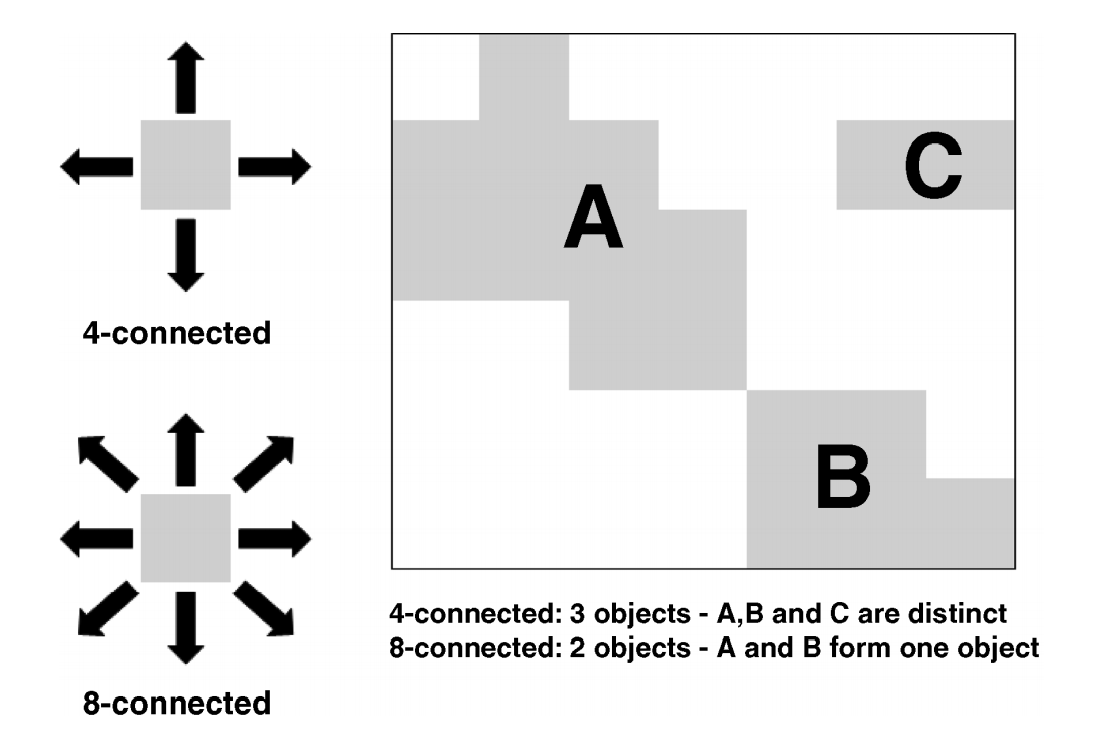 4-connected
8-connected
A
C
B
4-connected: 3 objects - A,B and C are distinct
8-connected: 2 objects - A and B form one object